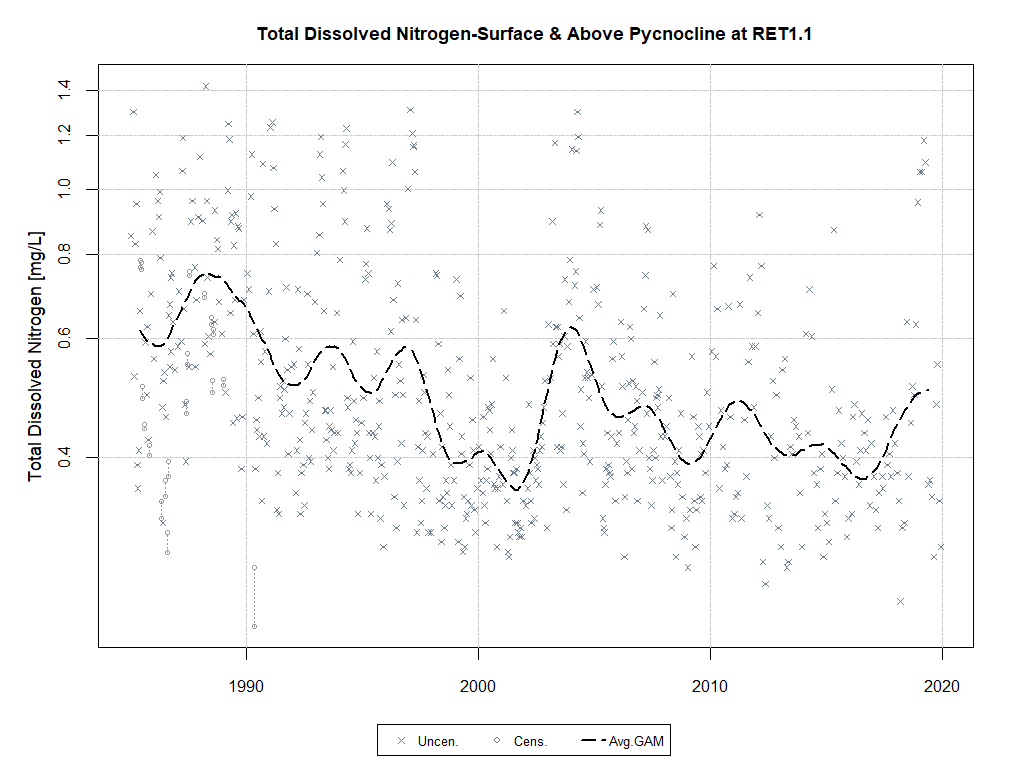 Total Dissolved Nitrogen-Surface & Above Pycnocline at RET1.1
Total Dissolved Nitrogen [mg/L]
1.4
1.2
1.0
0.8
0.6
0.4
1990 2000 2010 2020
Uncen. Cens. Avg.GAM